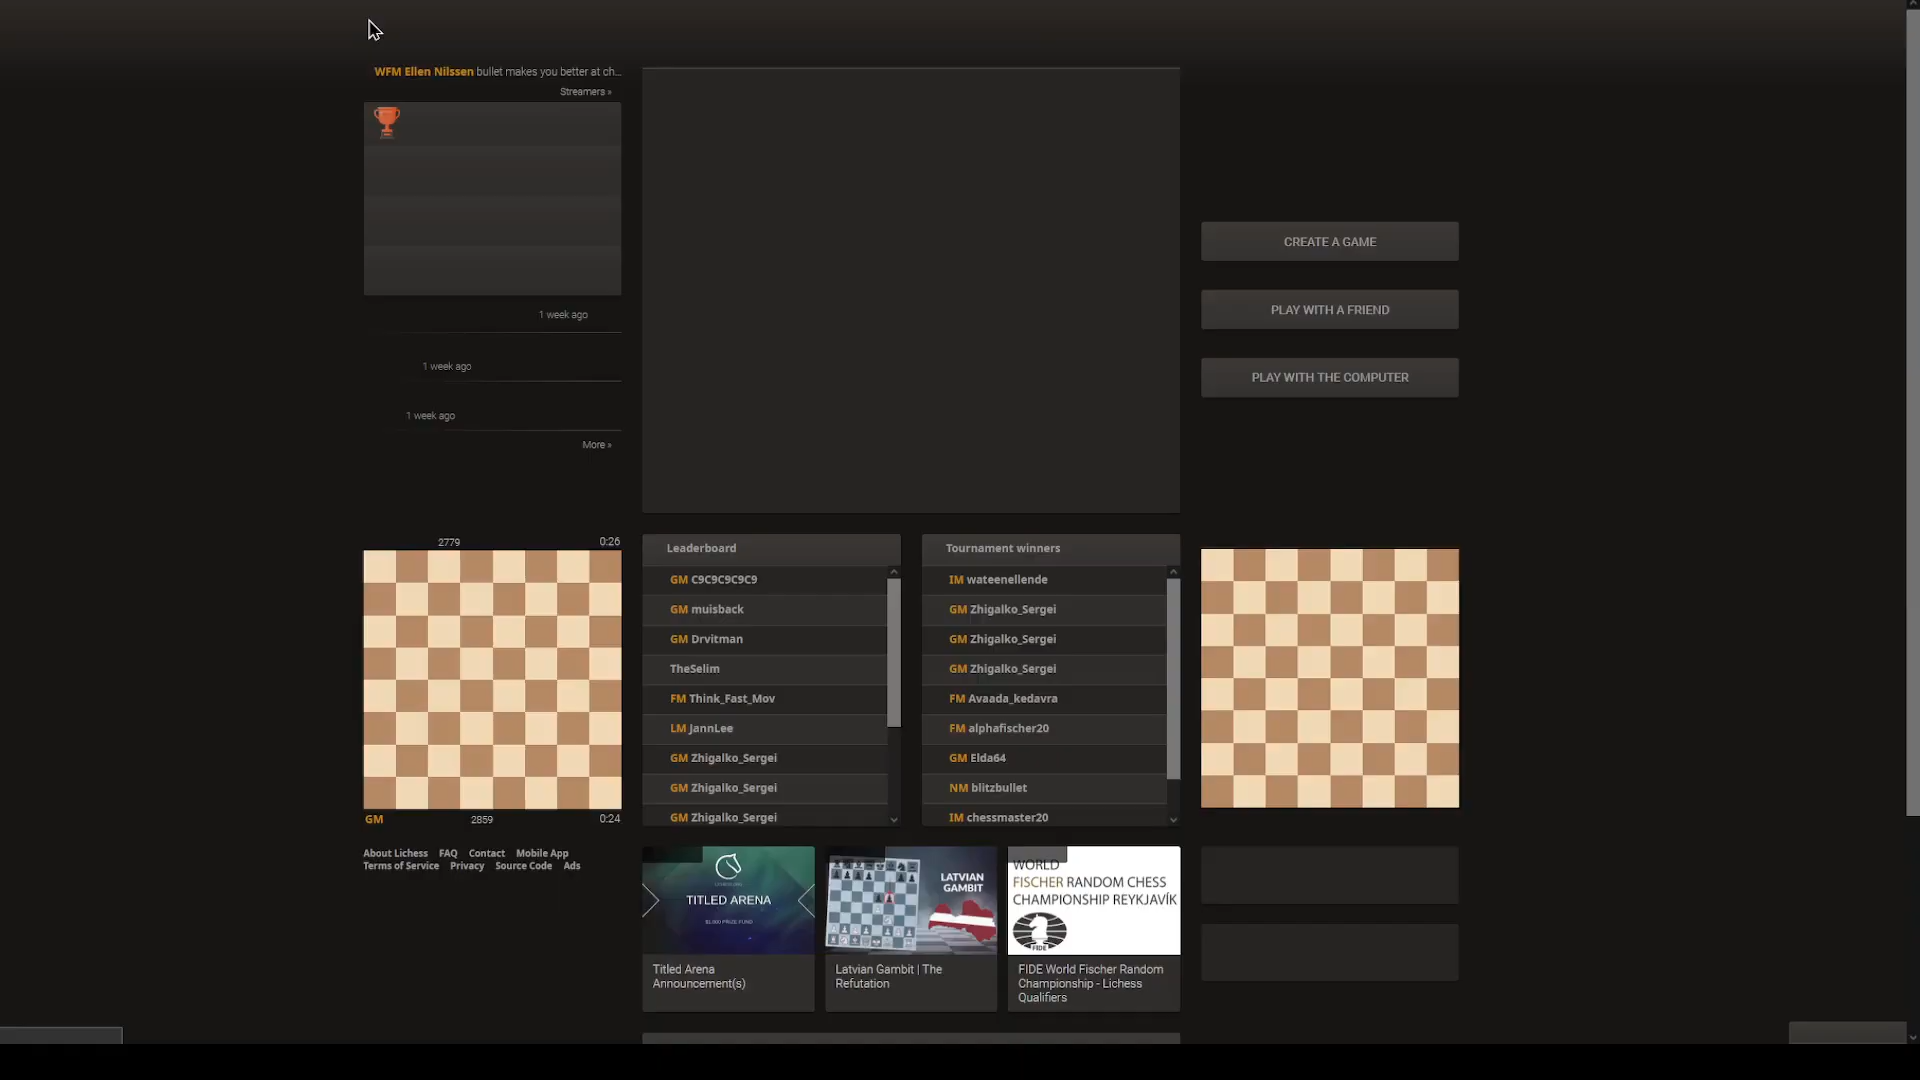 WFM Ellen Nilssen bullet makes you better at ch...
Streamers »
1 week ago
1 week ago
1 week ago
More »
CREATE A GAME
PLAY WITH A FRIEND
PLAY WITH THE COMPUTER
2779 0:26
GM 2859 0:24
About Lichess FAQ Contact Mobile App
Terms of Service Privacy Source Code Ads
Leaderboard
GM C9C9C9C9C9
GM muisback
GM Drvitman
TheSelim
FM Think_Fast_Mov
LM JannLee
GM Zhigalko_Sergei
GM Zhigalko_Sergei
GM Zhigalko_Sergei
Tournament winners
IM wateenellende
GM Zhigalko_Sergei
GM Zhigalko_Sergei
GM Zhigalko_Sergei
FM Avaada_kedavra
FM alphafischer20
GM Elda64
NM blitzbullet
IM chessmaster20
TITLED ARENA
$1,000 PRIZE FUND
Titled Arena
Announcement(s)
LATVIAN
GAMBIT
Latvian Gambit | The
Refutation
WORLD
FISCHER RANDOM CHESS
CHAMPIONSHIP REYKJAVÍK
FIDE
FIDE World Fischer Random
Championship - Lichess
Qualifiers